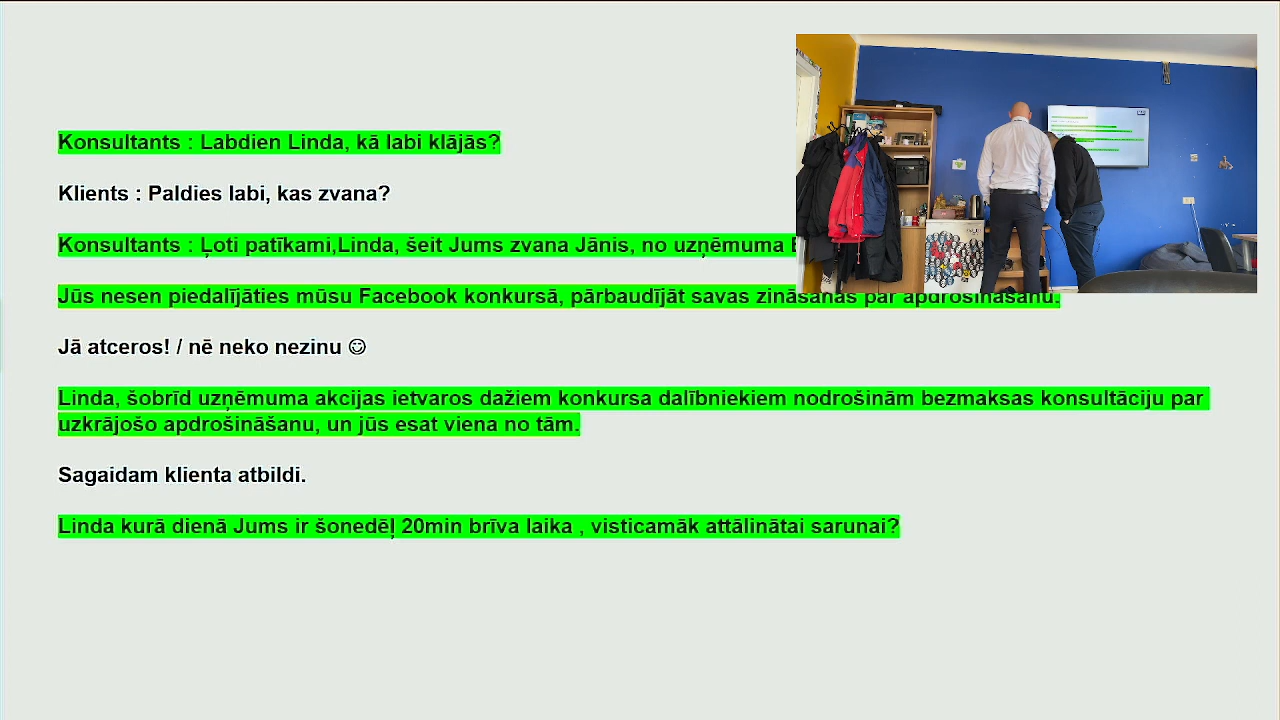 Konsultants : Labdien Linda, kā labi klājās?
Klients : Paldies labi, kas zvana?
Konsultants : Ļoti patīkami,Linda, šeit Jums zvana Jānis, no uzņēmuma
Jūs nesen piedalījāties mūsu Facebook konkursā, pārbaudījāt savas zināšanas par apdrošināšanu.
Jā atceros! / nē neko nezinu ☺
Linda, šobrīd uzņēmuma akcijas ietvaros dažiem konkursa dalībniekiem nodrošinām bezmaksas konsultāciju par
uzkrājošo apdrošināšanu, un jūs esat viena no tām.
Sagaidam klienta atbildi.
Linda kurā dienā Jums ir šonedēļ 20min brīva laika , visticamāk attālinātai sarunai?